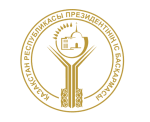 ҚАЗАҚСТАН РЕСПУБЛИКАСЫ ПРЕЗИДЕНТІНІҢ ІС БАСҚАРМАСЫ